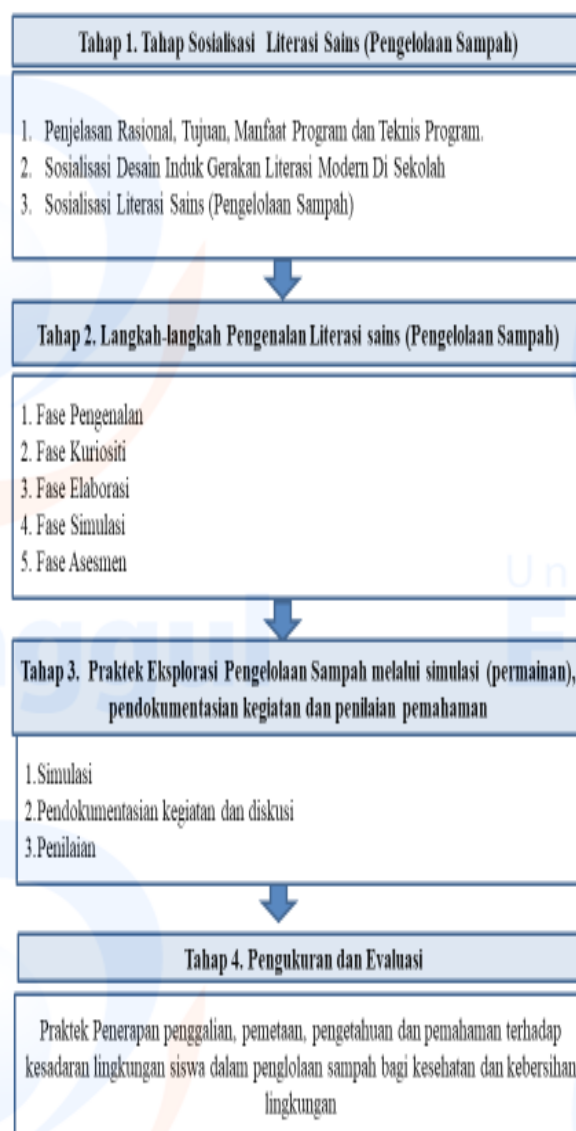 Tahap 1. Tahap Sosialisasi Literasi Sains (Pengelolaan Sampah)
1. Penjelasan Rasional, Tujuan, Manfaat Program dan Teknis Program.
2. Sosialisasi Desain Induk Gerakan Literasi Modern Di Sekolah
3. Sosialisasi Literasi Sains (Pengelolaan Sampah)
Tahap 2. Langkah-langkah Pengenalan Literasi sains (Pengelolaan Sampah)
1. Fase Pengenalan
2. Fase Kuriositi
3. Fase Elaborasi
4. Fase Simulasi
5. Fase Asesmen
Un
E
nggul
Tahap 3. Praktek Eksplorasi Pengelolaan Sampah melalui simulasi (permainan),
pendokumentasian kegiatan dan penilaian pemahaman
1.Simulasi
2.Pendokumentasian kegiatan dan diskusi
3.Penilaian
Tahap 4. Pengukuran dan Evaluasi
Praktek Penerapan penggalian, pemetaan, pengetahuan dan pemahaman terhadap
kesadaran lingkungan siswa dalam penglolaan sampah bagi kesehatan dan kebersihan
lingkungan